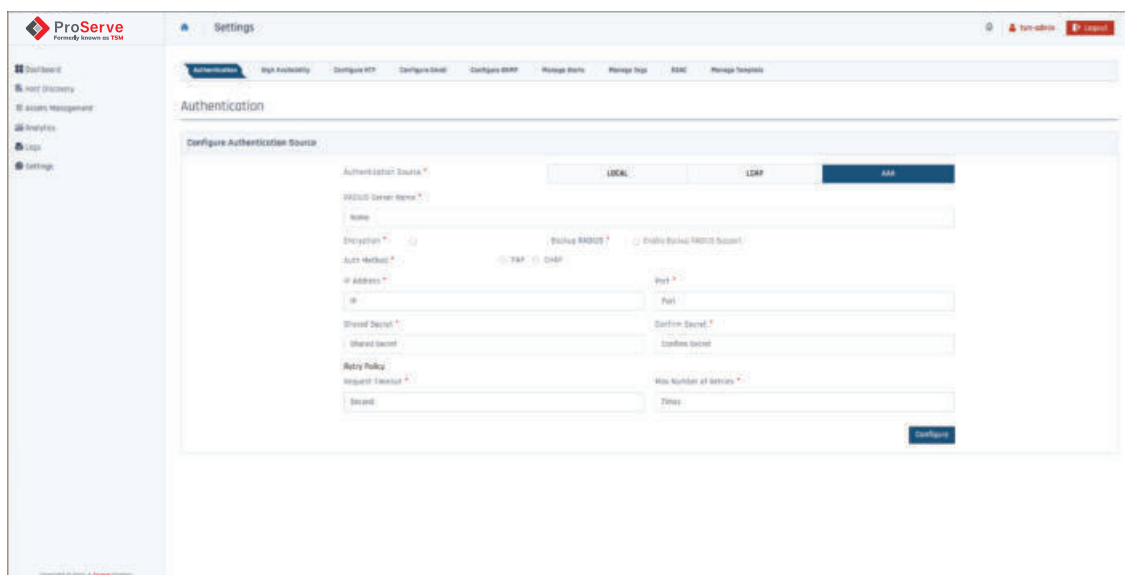 ProServe
Formerly known as TSM
Settings
tsm-admin
Logout
Dashboard
Host Discovery
Assets Management
Analytics
Logs
Settings
Authentication High Availability Configure NTP Configure Email Configure SNMP Manage Alerts Manage Tags RBAC Manage Template
Authentication
Configure Authentication Source
Authentication Source * LOCAL LDAP AAA
RADIUS Server Name *
Name
Encryption * Backup RADIUS * Enable Backup RADIUS Support
Auth Method * PAP CHAP
IP Address * Port *
IP Port
Shared Secret * Confirm Secret *
Shared Secret Confirm Secret
Retry Policy
Request Timeout * Max Number of Retries *
Second Times
Configure